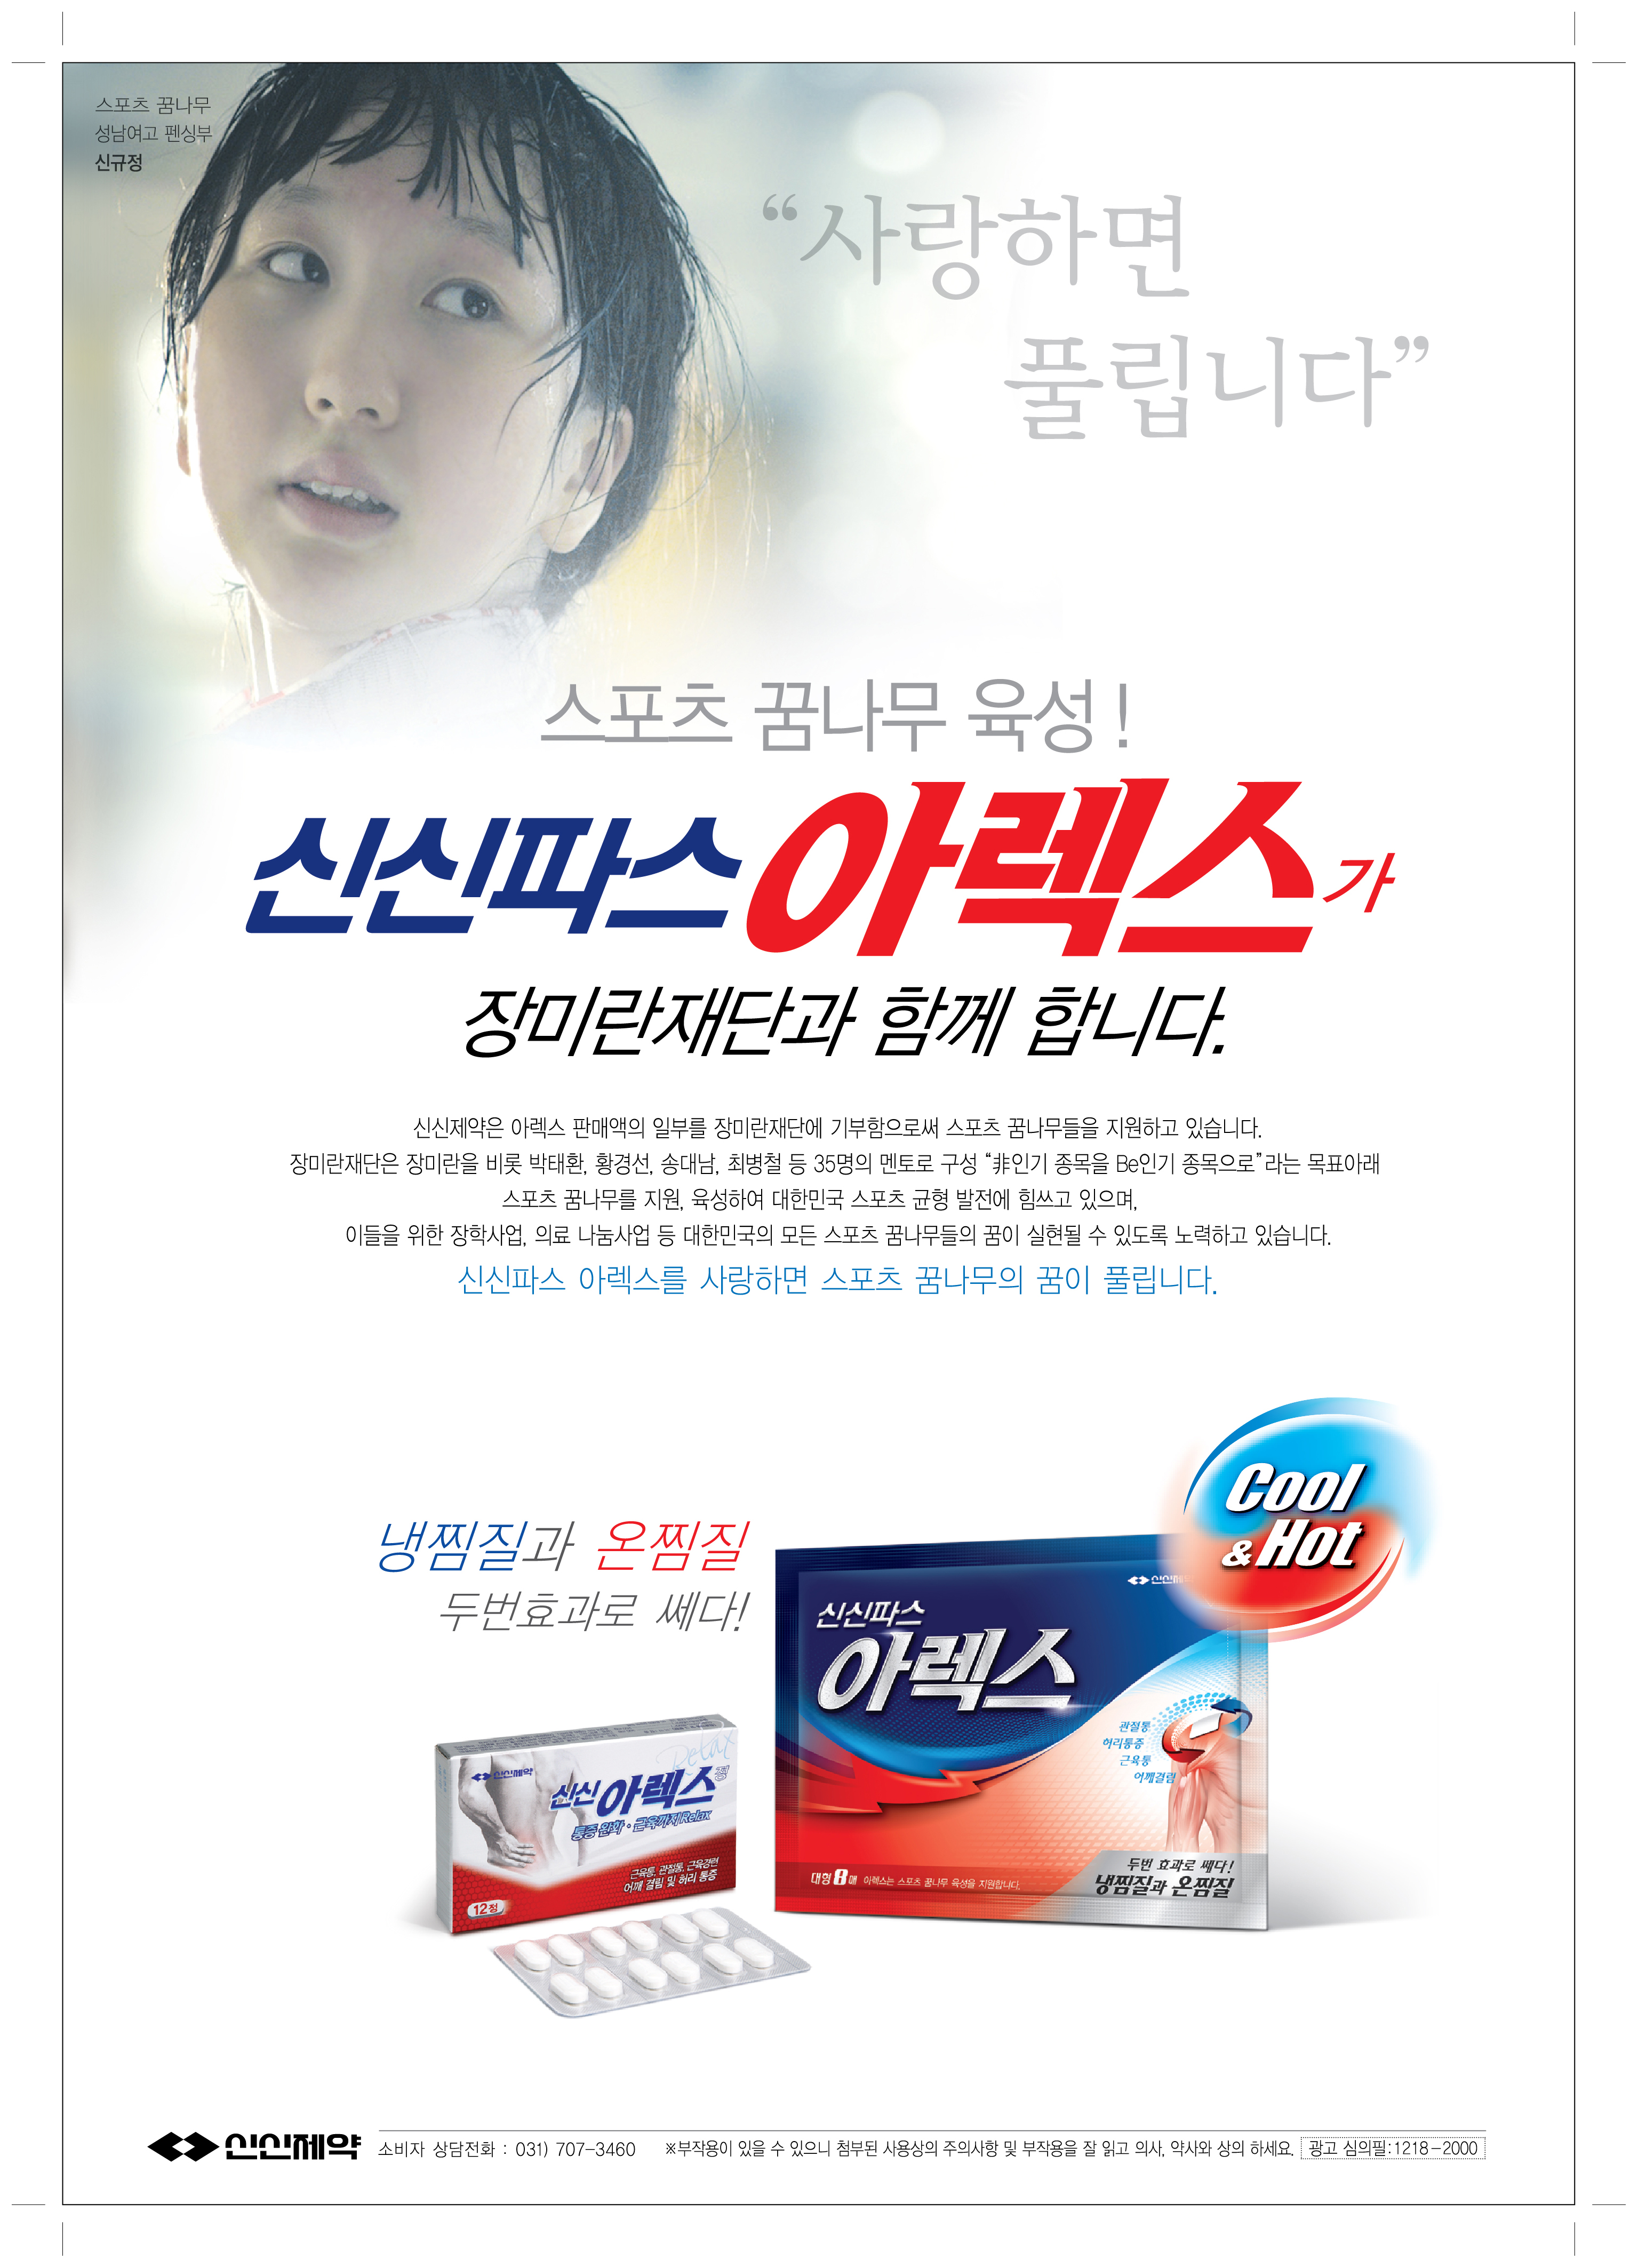 스포츠 꿈나무
성남여고 펜싱부
신규정
“사랑하면
풀립니다”
스포츠 꿈나무 육성!
신신파스아렉스가
장미란재단과 함께 합니다.
신신제약은 아렉스 판매액의 일부를 장미란재단에 기부함으로써 스포츠 꿈나무들을 지원하고 있습니다.
장미란재단은 장미란을 비롯 박태환, 황경선, 송대남, 최병철 등 35명의 멘토로 구성 “非인기 종목을 Be인기 종목으로”라는 목표아래
스포츠 꿈나무를 지원, 육성하여 대한민국 스포츠 균형 발전에 힘쓰고 있으며,
이들을 위한 장학사업, 의료 나눔사업 등 대한민국의 모든 스포츠 꿈나무들의 꿈이 실현될 수 있도록 노력하고 있습니다.
신신파스 아렉스를 사랑하면 스포츠 꿈나무의 꿈이 풀립니다.
Cool
& Hot
냉찜질과 온찜질
두번효과로 쎄다!
신신파스
아렉스
관절통
허리통증
근육통
어깨결림
두번 효과로 쎄다!
냉찜질과 온찜질
대형 8매 아렉스는 스포츠 꿈나무 육성을 지원합니다.
Relax
신신제약
신신아렉스정
통증 완화·근육까지Relax
근육통, 관절통, 근육경련
어깨 결림 및 허리 통증
12정
신신제약 소비자 상담전화 : 031) 707-3460 ※부작용이 있을 수 있으니 첨부된 사용상의 주의사항 및 부작용을 잘 읽고 의사, 약사와 상의 하세요. 광고 심의필:1218-2000